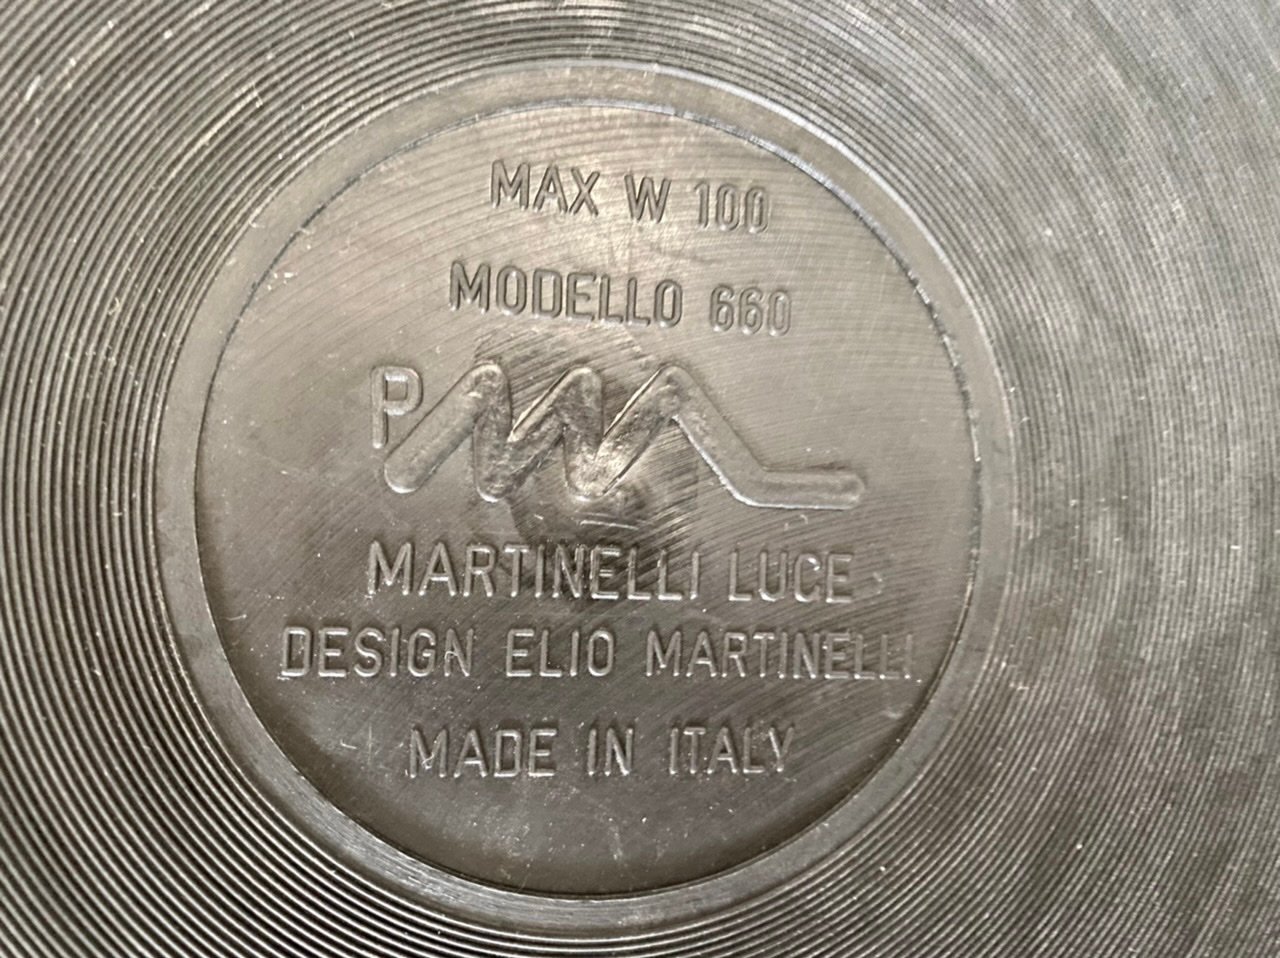 MAX W 100
MODELLO 660
P
MARTINELLI LUCE
DESIGN ELIO MARTINELLI
MADE IN ITALY